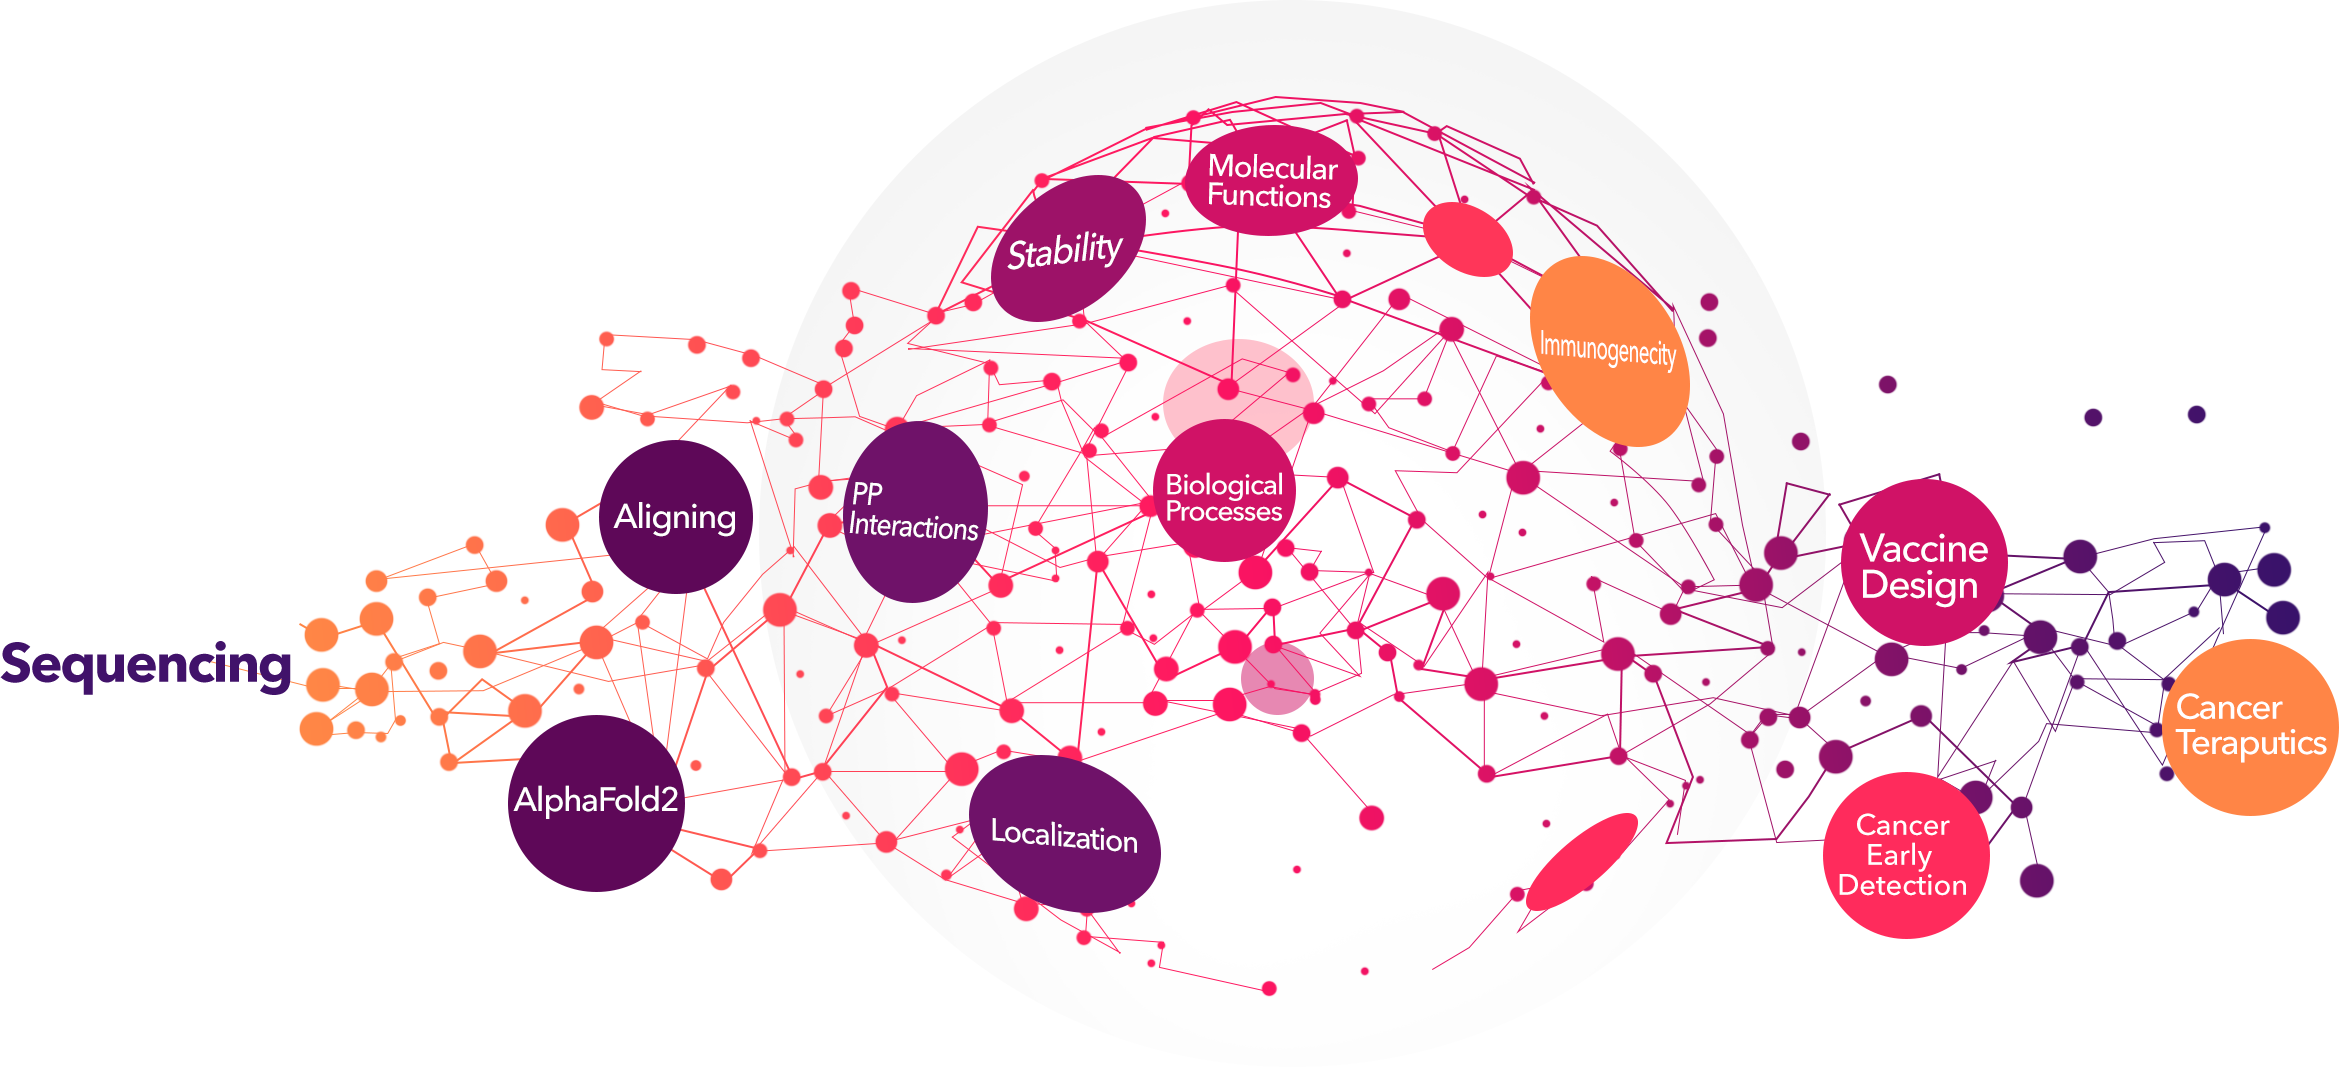 Sequencing
Aligning
AlphaFold2
PP
Interactions
Stability
Molecular
Functions
Immunogenecity
Biological
Processes
Localization
Vaccine
Design
Cancer
Early
Detection
Cancer
Teraputics